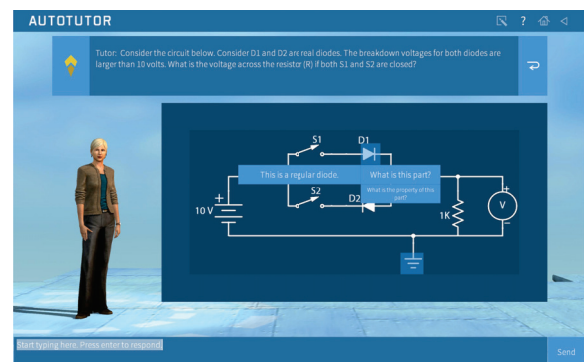 AUTOTUTOR
?
Tutor: Consider the circuit below. Consider D1 and D2 are real diodes. The breakdown voltages for both diodes are
larger than 10 volts. What is the voltage across the resistor (R) if both S1 and S2 are closed?
S1
D1
This is a regular diode.
What is this part?
What is the property of this
part?
S2
D2
+
10 V
1K
+
V
−
Start typing here. Press enter to respond.
Send